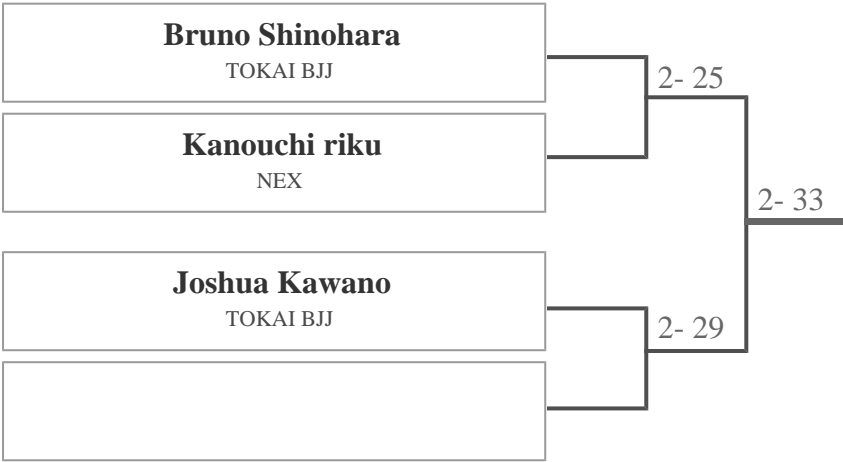 Bruno Shinohara
TOKAI BJJ
2- 25
Kanouchi riku
NEX
2- 33
Joshua Kawano
TOKAI BJJ
2- 29